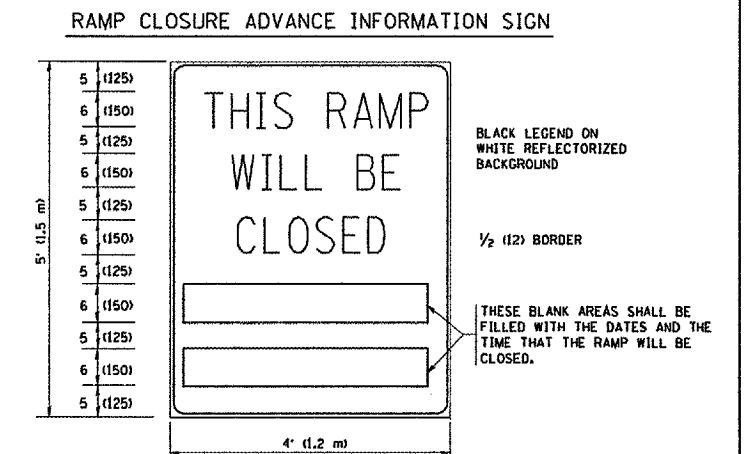 RAMP CLOSURE ADVANCE INFORMATION SIGN
5 (125)
6 (150)
5 (125)
6 (150)
5 (125)
6 (150)
5 (125)
6 (150)
5 (125)
6 (150)
5 (125)
5' (1.5 m)
THIS RAMP
WILL BE
CLOSED
BLACK LEGEND ON
WHITE REFLECTORIZED
BACKGROUND
1/2 (12) BORDER
THESE BLANK AREAS SHALL BE
FILLED WITH THE DATES AND THE
TIME THAT THE RAMP WILL BE
CLOSED.
4' (1.2 m)